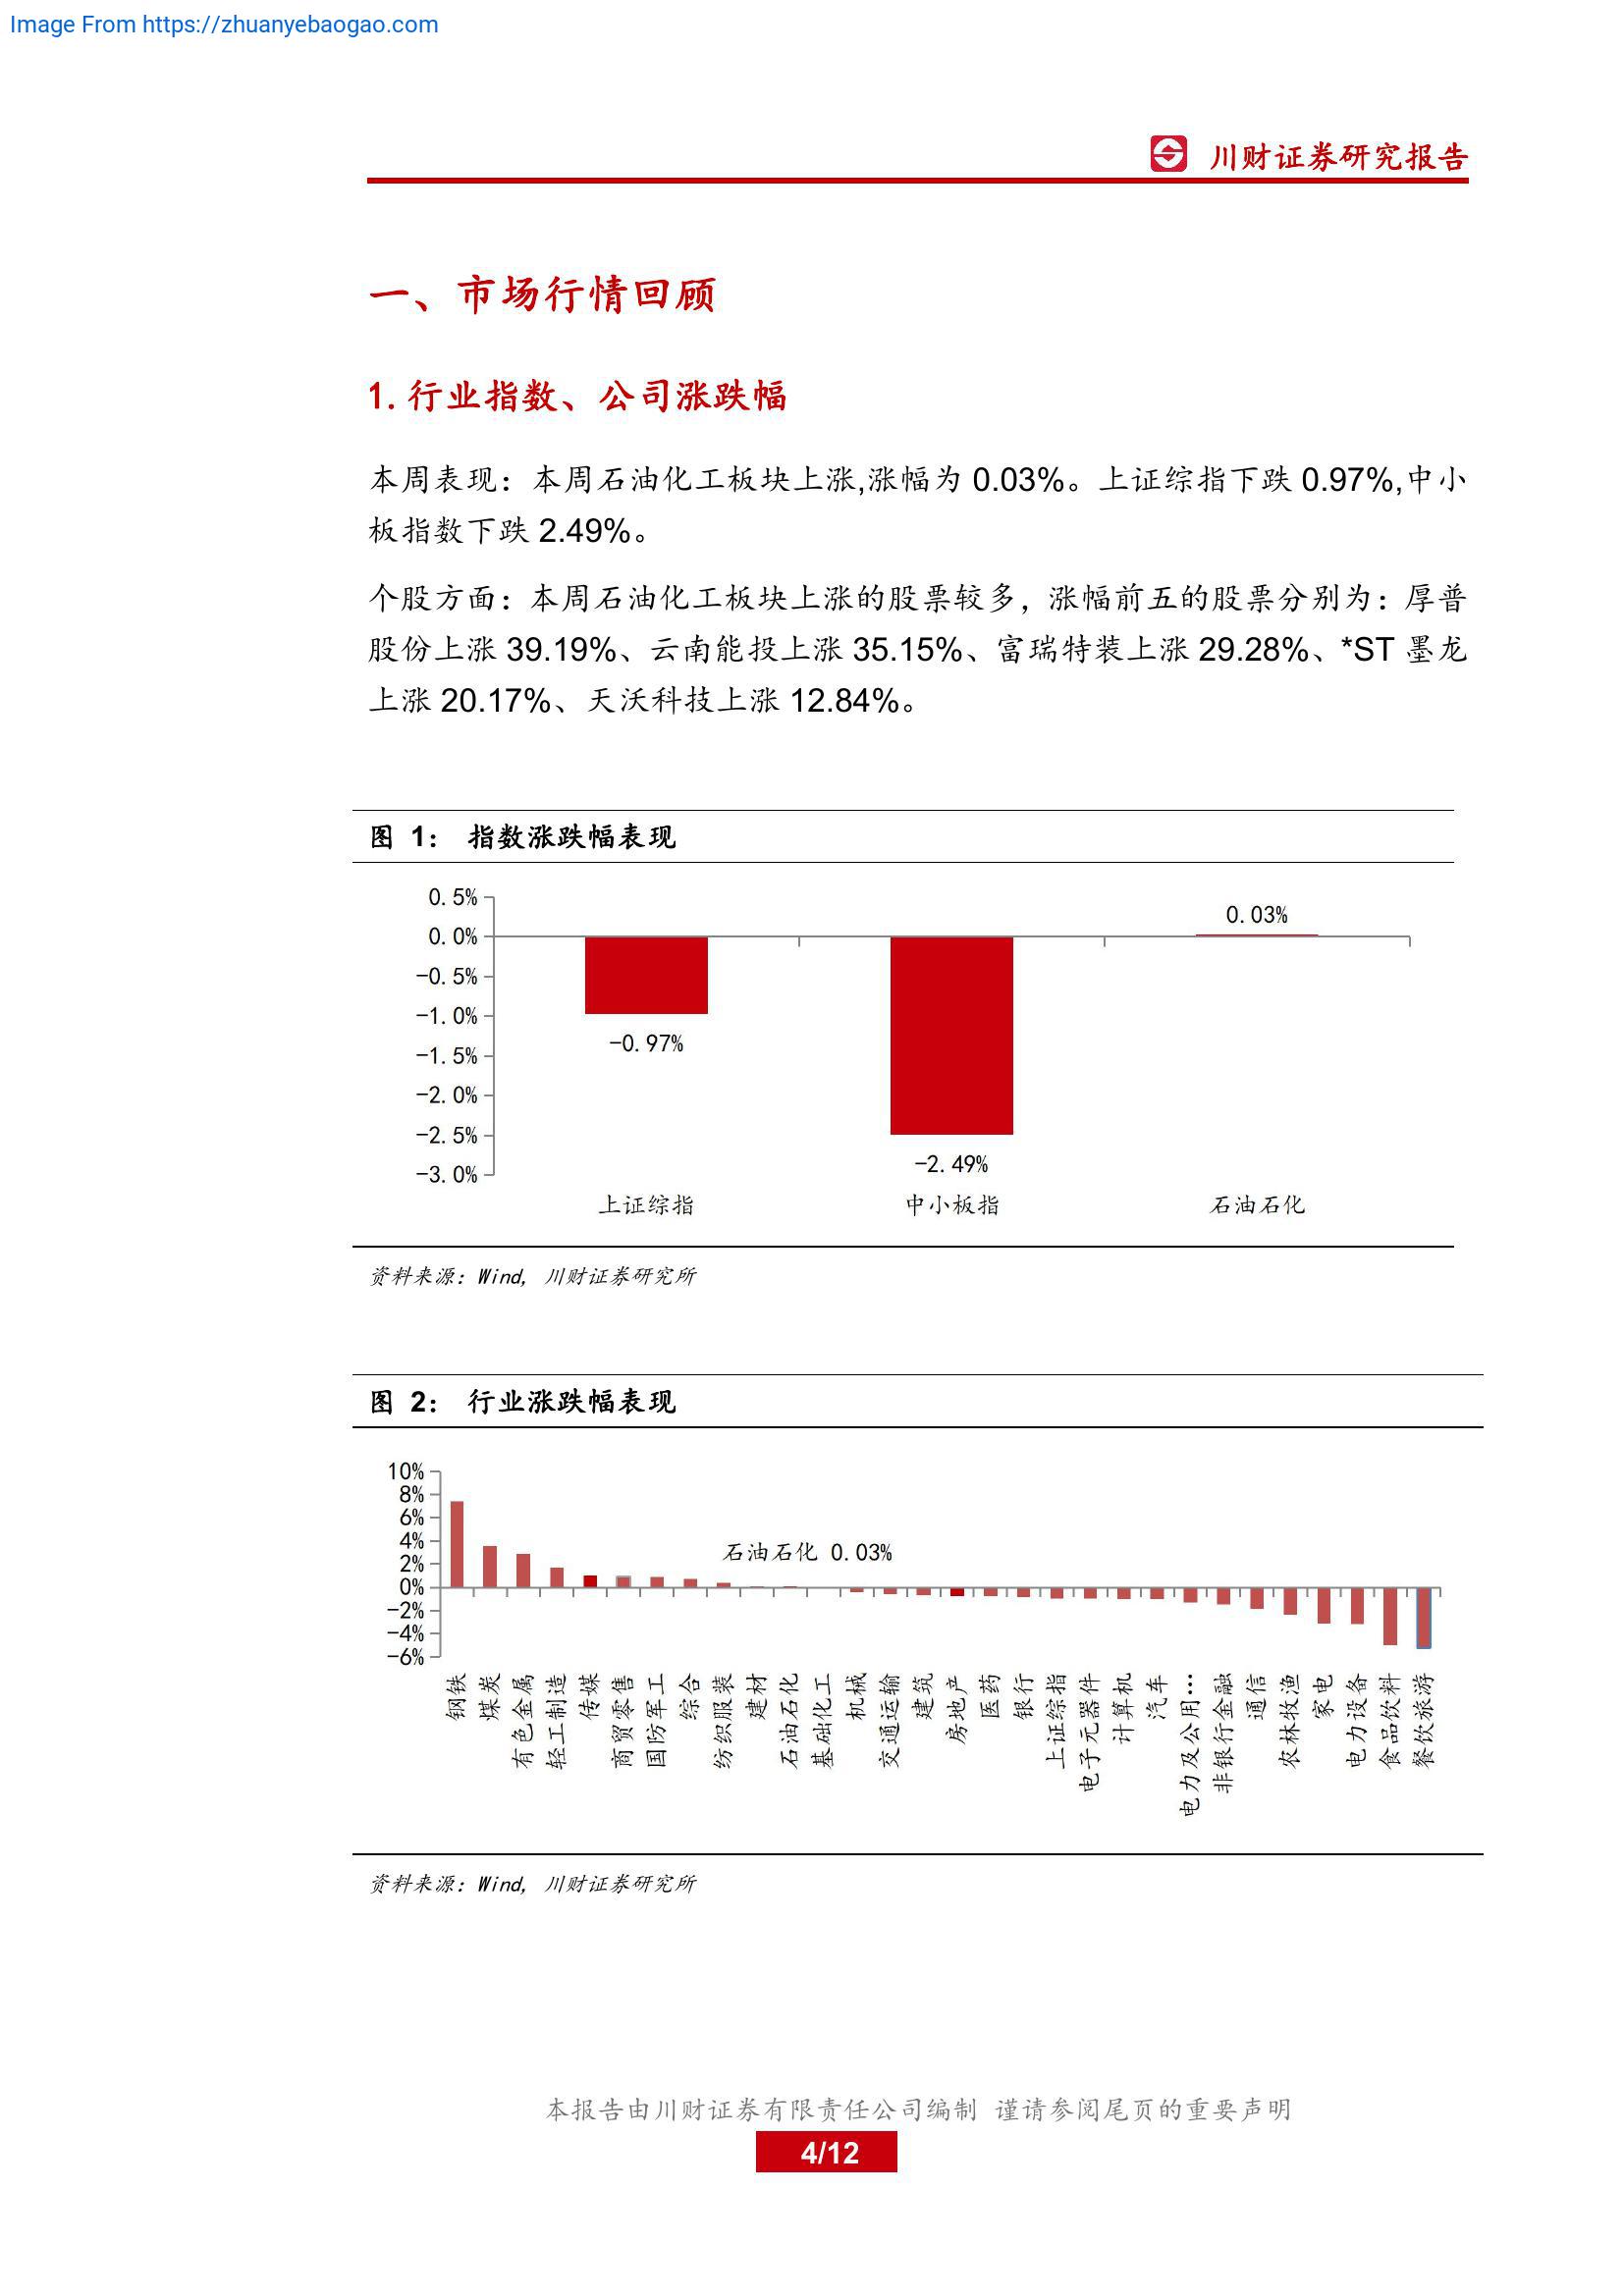 Image From https://zhuanyebaogao.com
川财证券研究报告
一、市场行情回顾
1.行业指数、公司涨跌幅
本周表现：本周石油化工板块上涨,涨幅为 0.03%。上证综指下跌 0.97%,中小
板指数下跌 2.49%。
个股方面：本周石油化工板块上涨的股票较多，涨幅前五的股票分别为：厚普
股份上涨 39.19%、云南能投上涨 35.15%、富瑞特装上涨 29.28%、*ST 墨龙
上涨 20.17%、天沃科技上涨 12.84%。
图 1： 指数涨跌幅表现
0.5%
0.0%
-0.5%
-1.0%
-1.5%
-2.0%
-2.5%
-3.0%
0.03%
-0.97%
-2.49%
上证综指 中小板指 石油石化
资料来源：Wind, 川财证券研究所
图 2： 行业涨跌幅表现
10%
8%
6%
4%
2%
0%
-2%
-4%
-6%
石油石化 0.03%
钢铁
煤炭
有色金属
轻工制造
传媒
商贸零售
国防军工
综合
纺织服装
建材
石油石化
基础化工
机械
交通运输
建筑
房地产
医药
银行
上证综指
电子元器件
计算机
汽车
电力及公用…
非银行金融
通信
农林牧渔
家电
电力设备
食品饮料
餐饮旅游
资料来源：Wind, 川财证券研究所
本报告由川财证券有限责任公司编制 谨请参阅尾页的重要声明
4/12